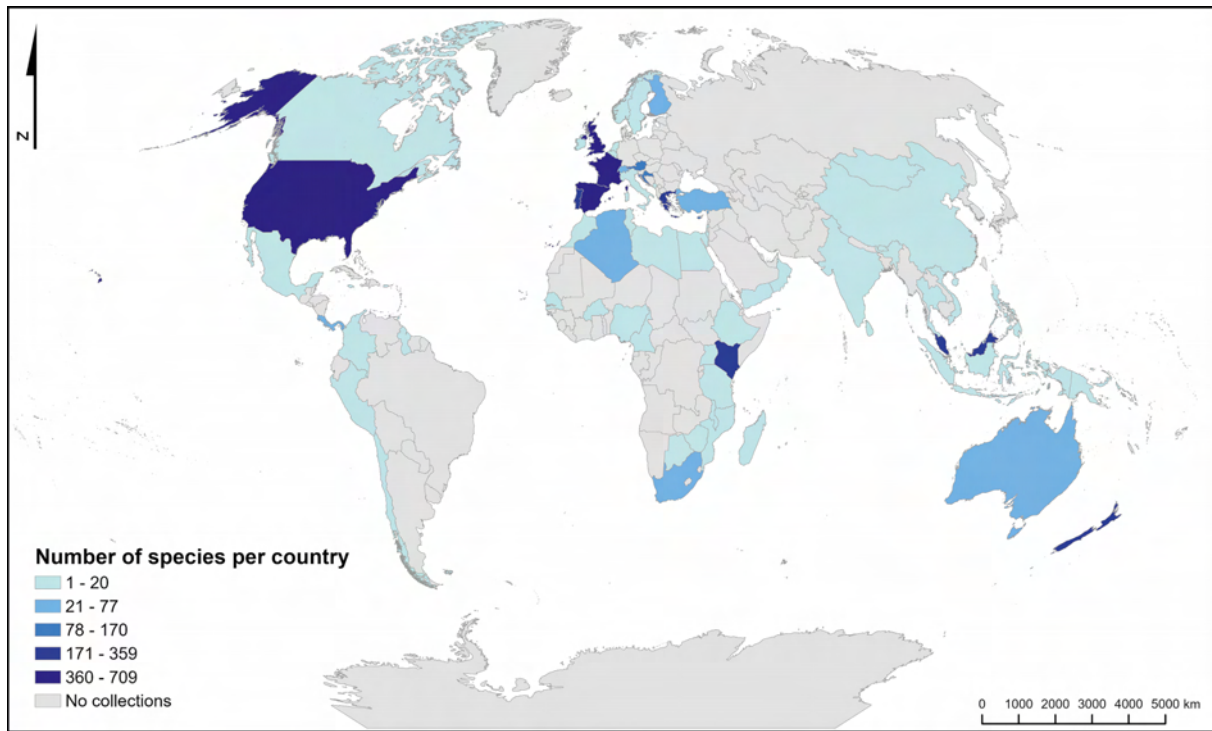 N
Number of species per country
1 - 20
21 - 77
78 - 170
171 - 359
360 - 709
No collections
0 1000 2000 3000 4000 5000 km